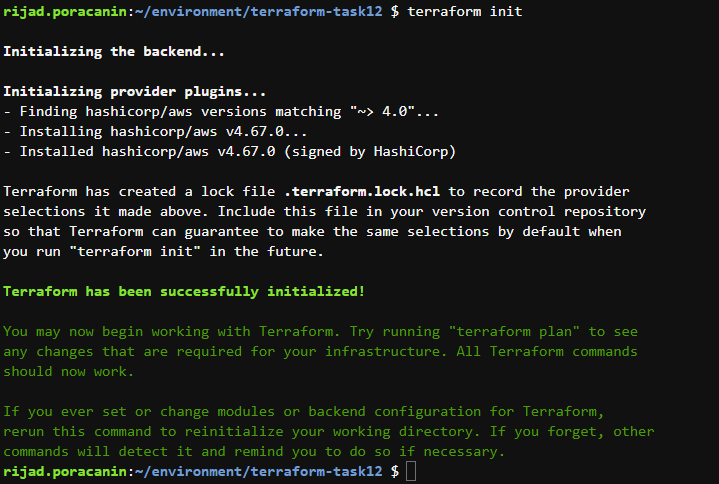 rijad.poracanin:~/environment/terraform-task12 $ terraform init
Initializing the backend...
Initializing provider plugins...
- Finding hashicorp/aws versions matching "~> 4.0"...
- Installing hashicorp/aws v4.67.0...
- Installed hashicorp/aws v4.67.0 (signed by HashiCorp)
Terraform has created a lock file .terraform.lock.hcl to record the provider
selections it made above. Include this file in your version control repository
so that Terraform can guarantee to make the same selections by default when
you run "terraform init" in the future.
Terraform has been successfully initialized!
You may now begin working with Terraform. Try running "terraform plan" to see
any changes that are required for your infrastructure. All Terraform commands
should now work.
If you ever set or change modules or backend configuration for Terraform,
rerun this command to reinitialize your working directory. If you forget, other
commands will detect it and remind you to do so if necessary.
rijad.poracanin:~/environment/terraform-task12 $